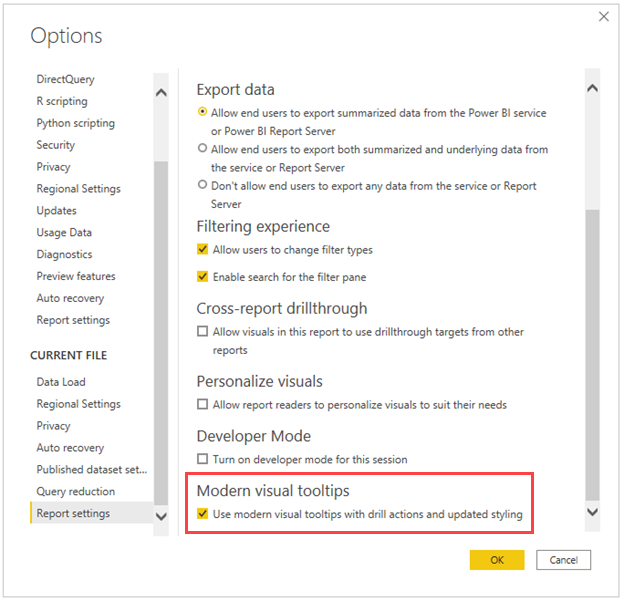 Options
DirectQuery
R scripting
Python scripting
Security
Privacy
Regional Settings
Updates
Usage Data
Diagnostics
Preview features
Auto recovery
Report settings
CURRENT FILE
Data Load
Regional Settings
Privacy
Auto recovery
Published dataset set...
Query reduction
Report settings
Export data
Allow end users to export summarized data from the Power BI service
or Power BI Report Server
Allow end users to export both summarized and underlying data from
the service or Report Server
Don't allow end users to export any data from the service or Report
Server
Filtering experience
Allow users to change filter types
Enable search for the filter pane
Cross-report drillthrough
Allow visuals in this report to use drillthrough targets from other
reports
Personalize visuals
Allow report readers to personalize visuals to suit their needs
Developer Mode
Turn on developer mode for this session
Modern visual tooltips
Use modern visual tooltips with drill actions and updated styling
OK
Cancel